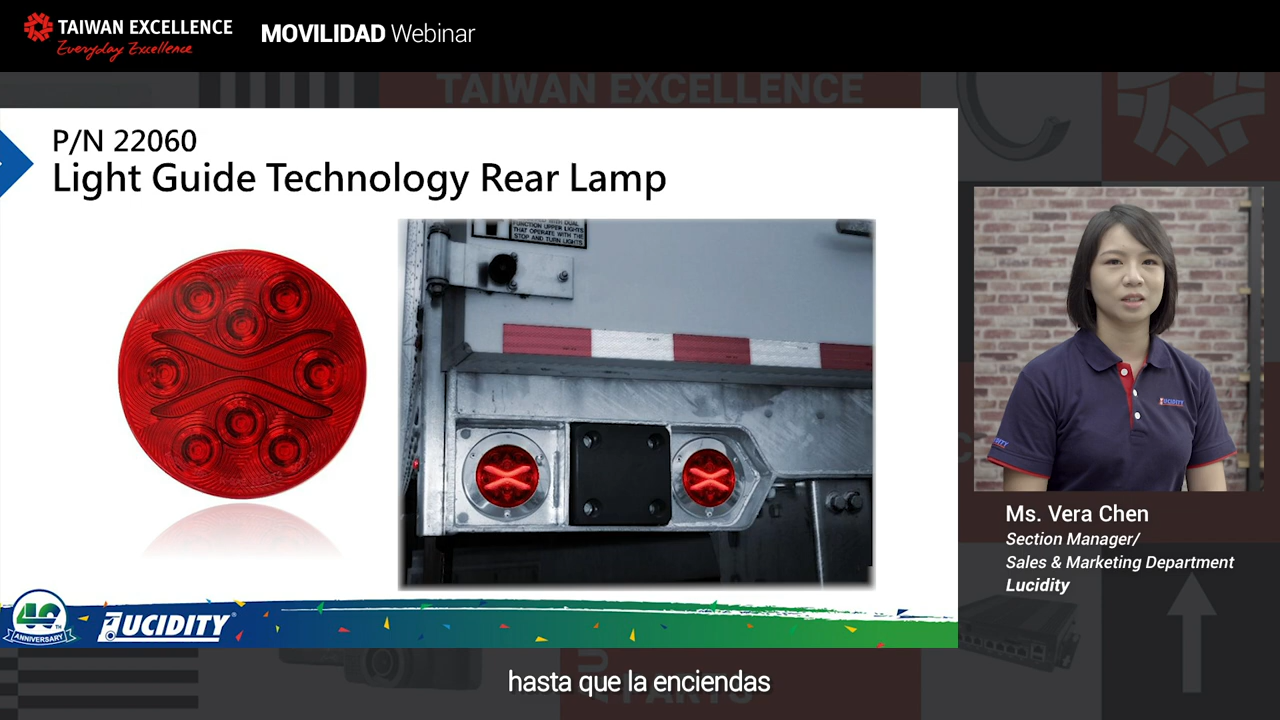 TAIWAN EXCELLENCE
Everyday Excellence
MOVILIDAD Webinar
TAIWAN EXCELLENCE
P/N 22060
Light Guide Technology Rear Lamp
FUNCTION UPPER LIGHTS
THAT OPERATE WITH THE
STOP AND TURN LIGHTS
LUCIDITY
Ms. Vera Chen
Section Manager/
Sales & Marketing Department
Lucidity
40TH
ANNIVERSARY
LUCIDITY
PARTS
hasta que la enciendas